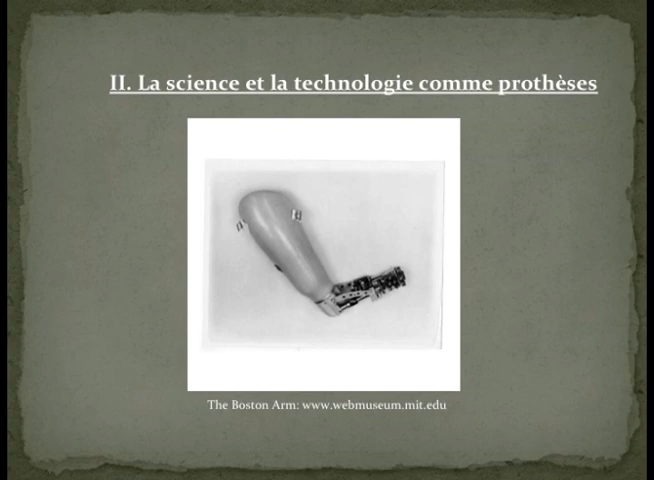 II. La science et la technologie comme prothèses
The Boston Arm: www.webmuseum.mit.edu